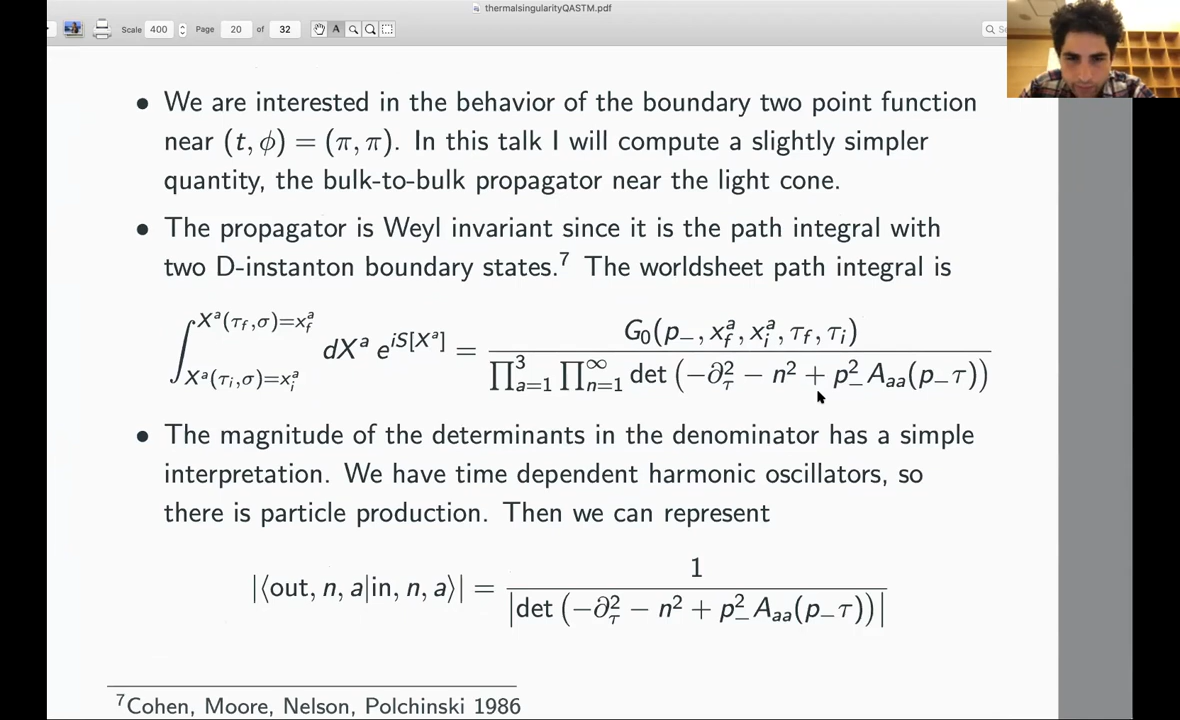 thermalsingularityQASTM.pdf
Scale 400 Page 20 of 32
• We are interested in the behavior of the boundary two point function
near (t, ϕ) = (π, π). In this talk I will compute a slightly simpler
quantity, the bulk-to-bulk propagator near the light cone.
• The propagator is Weyl invariant since it is the path integral with
two D-instanton boundary states.⁷ The worldsheet path integral is
∫_{X^a(τ_i,σ)=x_i^a}^{X^a(τ_f,σ)=x_f^a} dX^a e^{iS[X^a]} = G_0(p_−, x_f^a, x_i^a, τ_f, τ_i) / ∏_{a=1}^3 ∏_{n=1}^∞ det (−∂_τ^2 − n^2 + p_−^2 A_{aa}(p_−τ))
• The magnitude of the determinants in the denominator has a simple
interpretation. We have time dependent harmonic oscillators, so
there is particle production. Then we can represent
|⟨out, n, a|in, n, a⟩| = 1 / |det (−∂_τ^2 − n^2 + p_−^2 A_{aa}(p_−τ))|
⁷Cohen, Moore, Nelson, Polchinski 1986